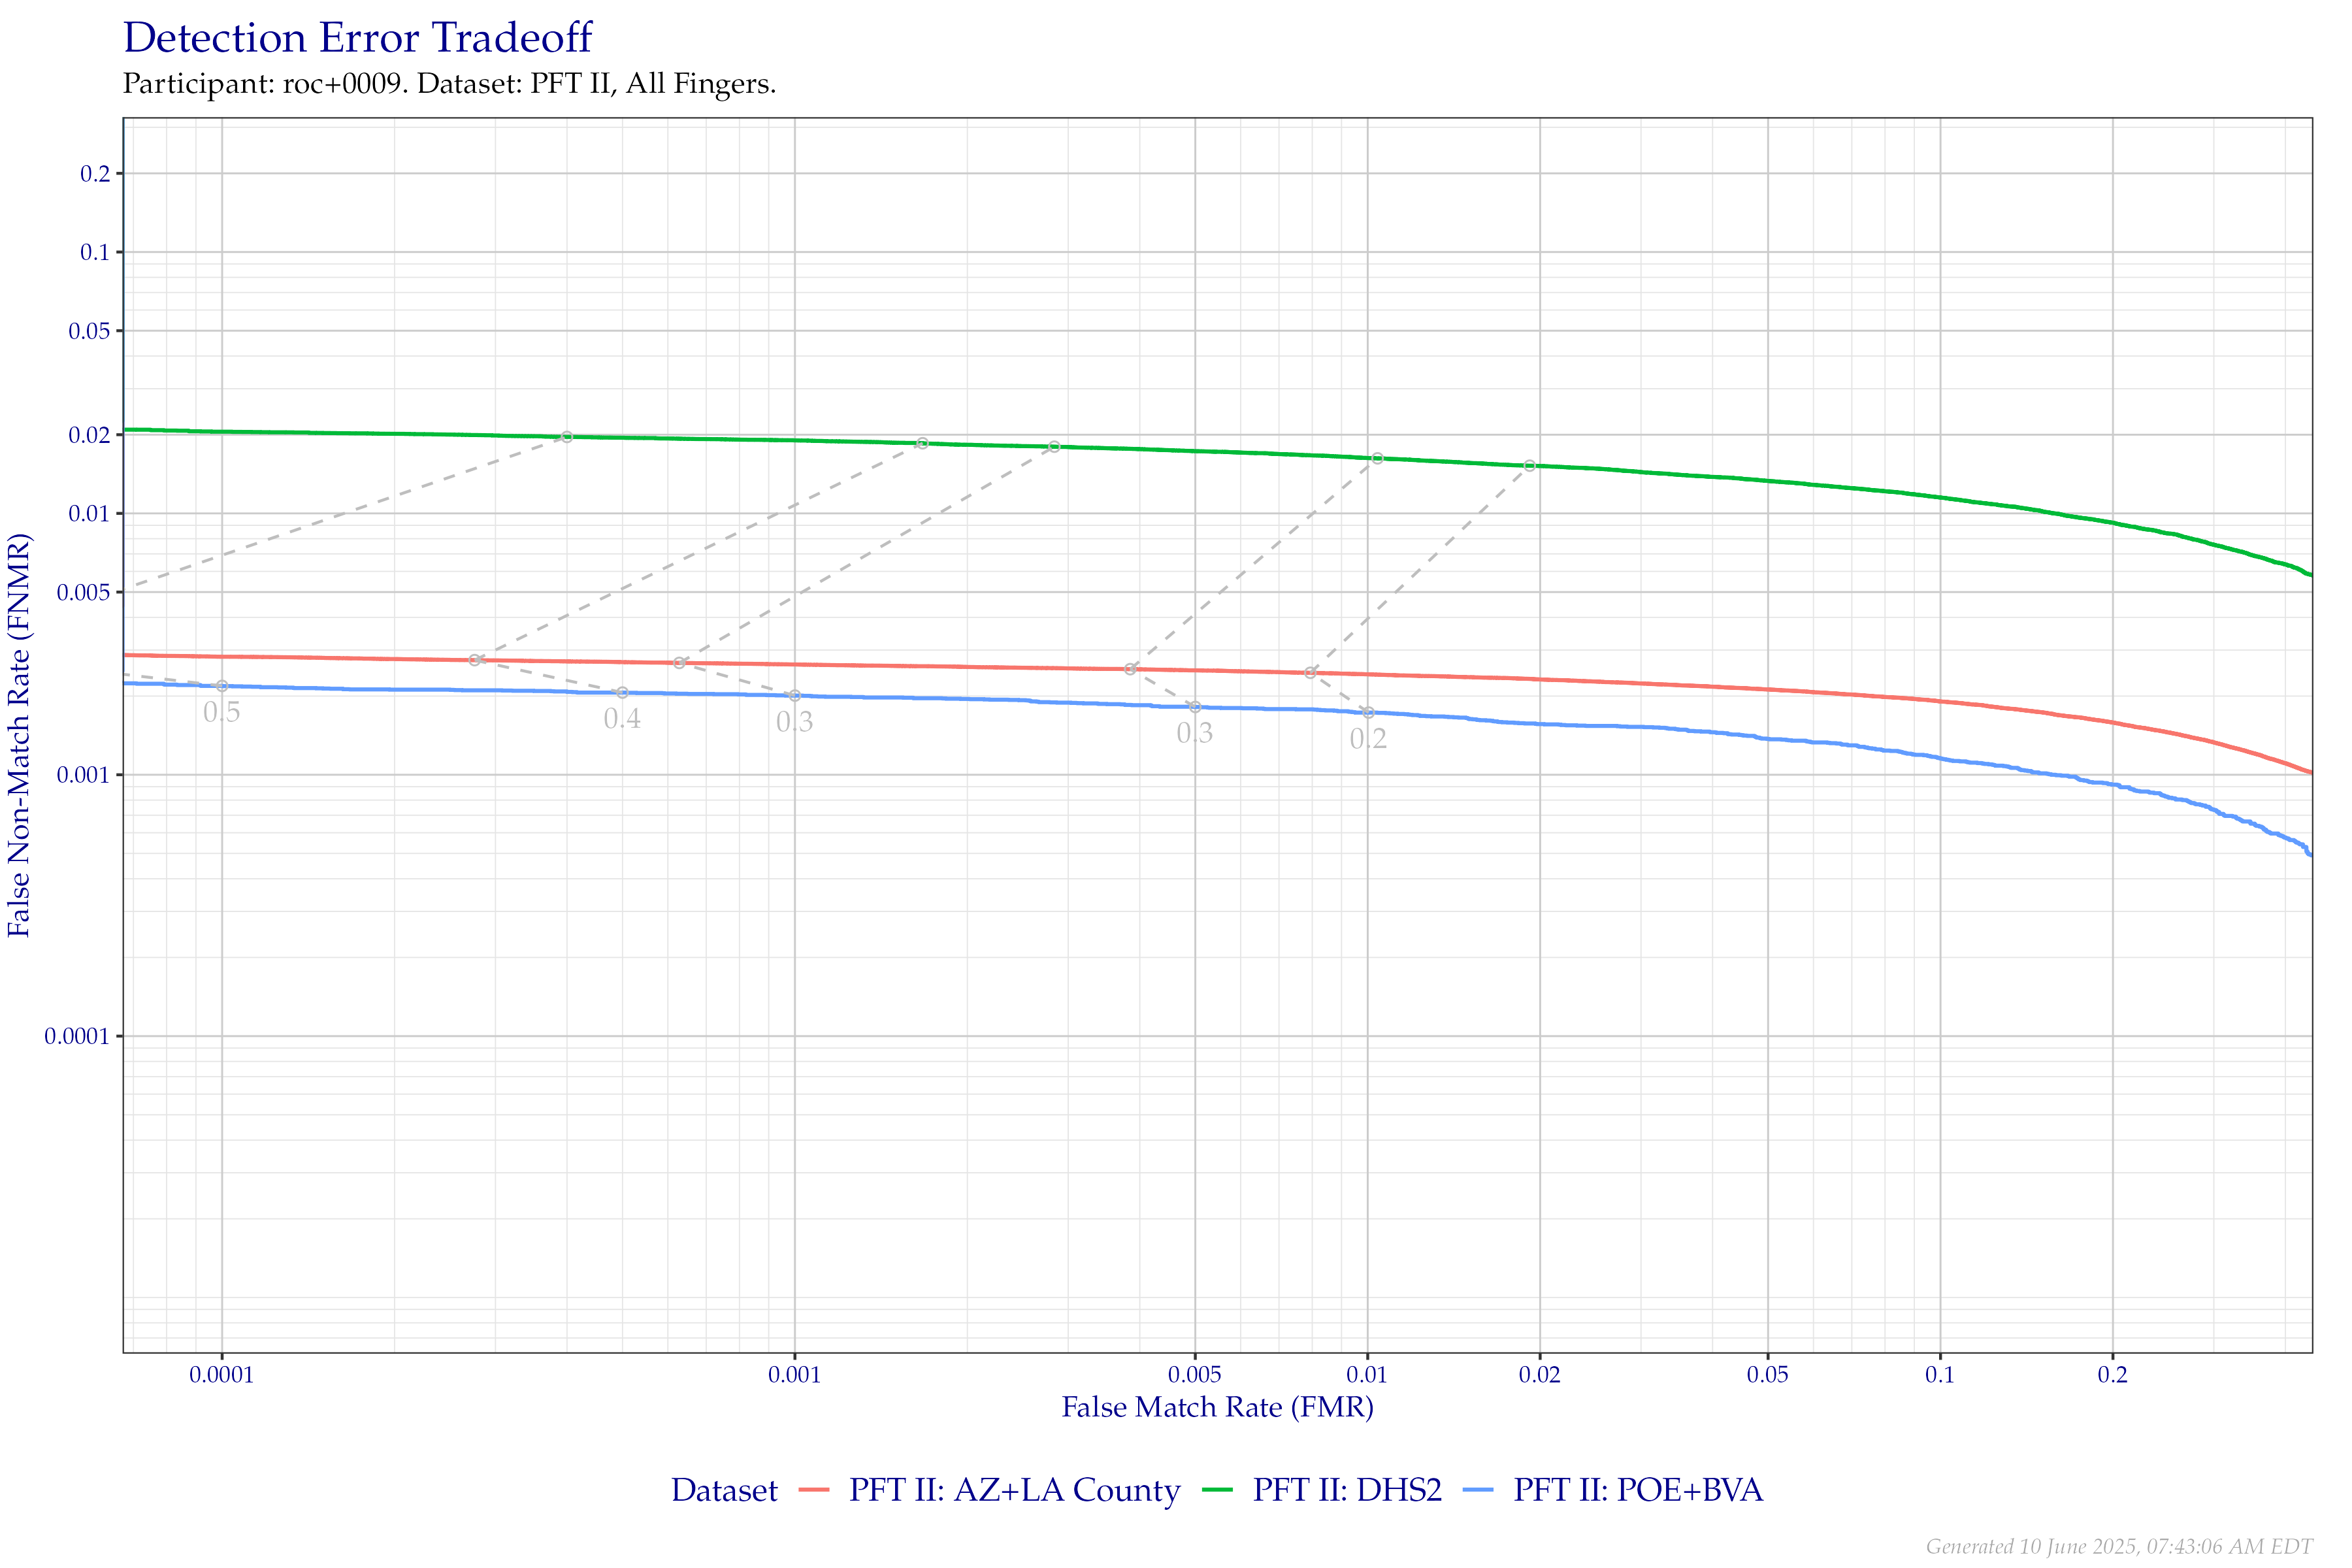 Detection Error Tradeoff
Participant: roc+0009. Dataset: PFT II, All Fingers.
False Non-Match Rate (FNMR)
0.2
0.1
0.05
0.02
0.01
0.005
0.001
0.0001
0.5
0.4
0.3
0.3
0.2
0.0001 0.001 0.005 0.01 0.02 0.05 0.1 0.2
False Match Rate (FMR)
Dataset PFT II: AZ+LA County PFT II: DHS2 PFT II: POE+BVA
Generated 10 June 2025, 07:43:06 AM EDT